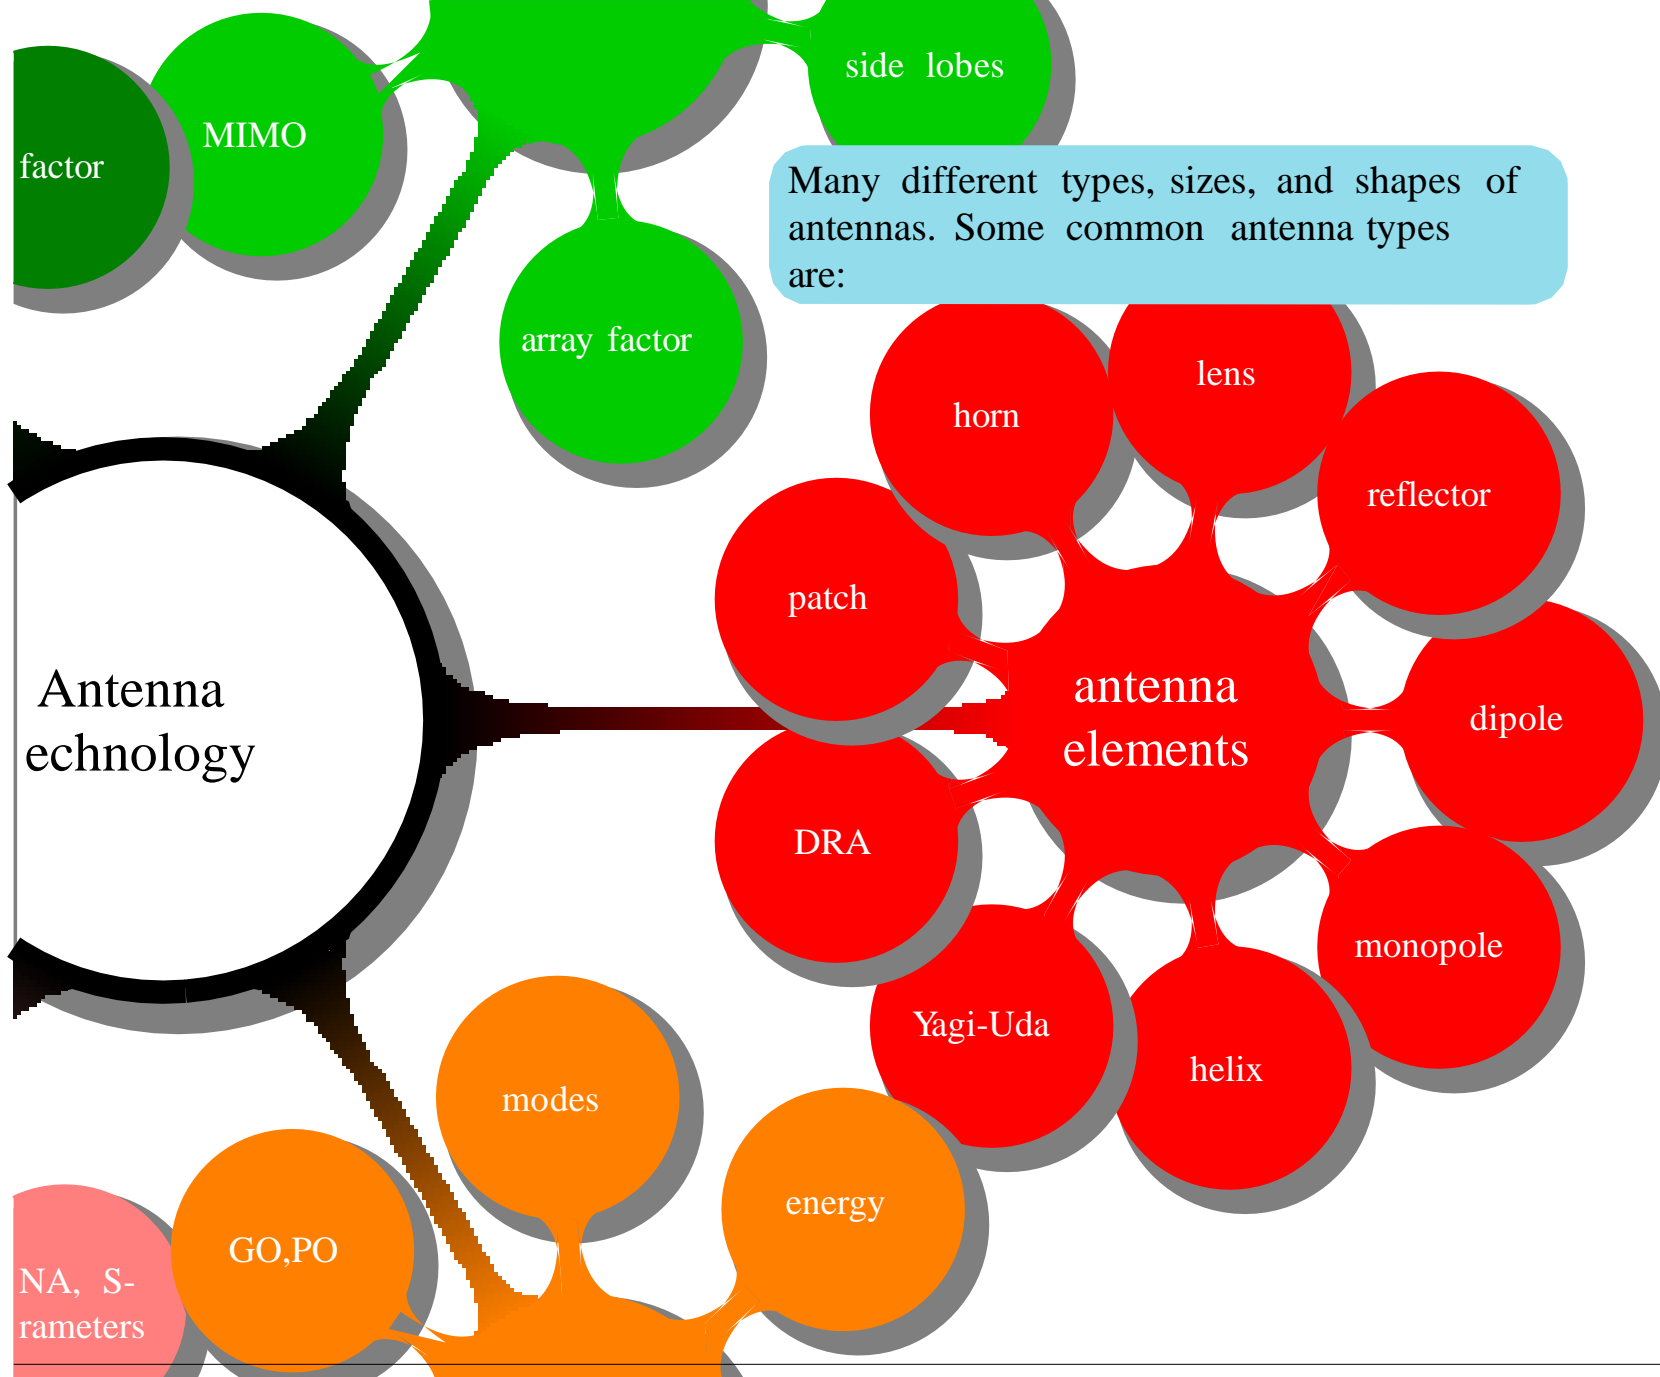 side lobes
MIMO
factor
Many different types, sizes, and shapes of
antennas. Some common antenna types
are:
array factor
lens
horn
reflector
patch
antenna
elements
dipole
Antenna
echnology
DRA
monopole
Yagi-Uda
helix
modes
energy
GO,PO
NA, S-
rameters